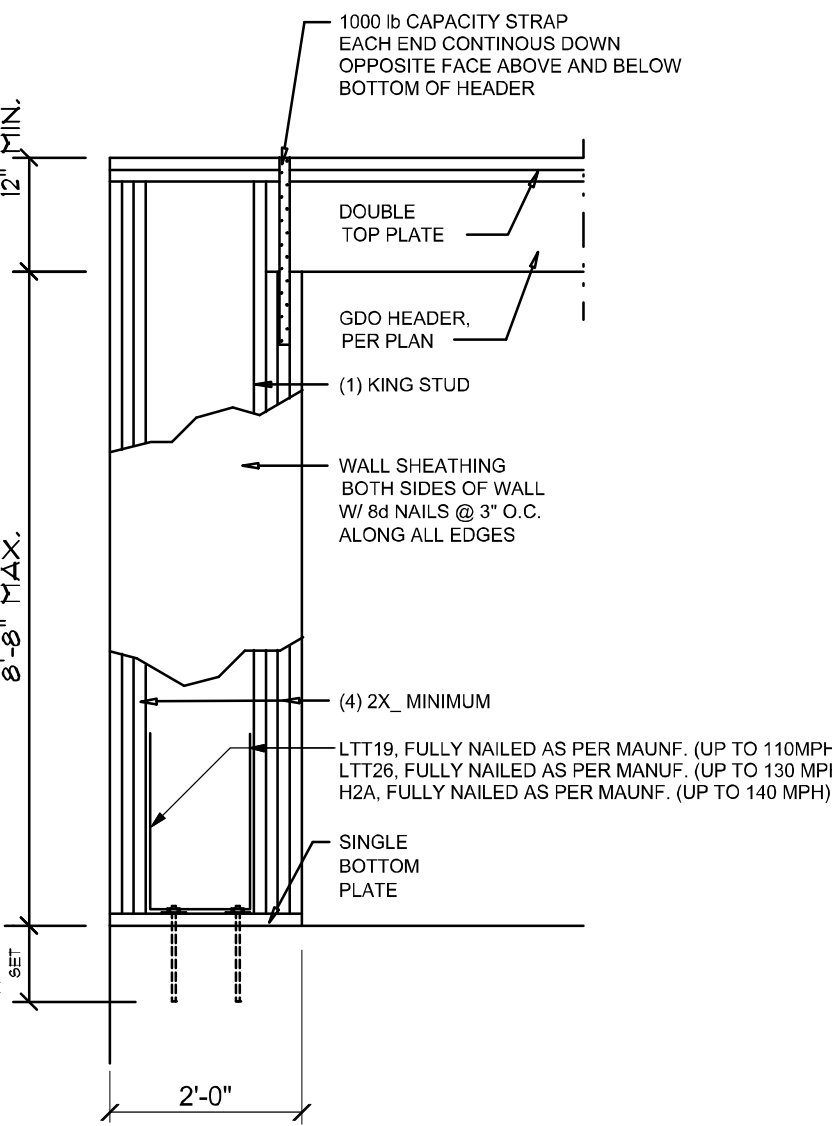 1000 lb CAPACITY STRAP
EACH END CONTINOUS DOWN
OPPOSITE FACE ABOVE AND BELOW
BOTTOM OF HEADER
12" MIN.
DOUBLE
TOP PLATE
GDO HEADER,
PER PLAN
(1) KING STUD
WALL SHEATHING
BOTH SIDES OF WALL
W/ 8d NAILS @ 3" O.C.
ALONG ALL EDGES
8'-8" MAX.
(4) 2X_ MINIMUM
LTT19, FULLY NAILED AS PER MAUNF. (UP TO 110MPH
LTT26, FULLY NAILED AS PER MANUF. (UP TO 130 MPH
H2A, FULLY NAILED AS PER MAUNF. (UP TO 140 MPH)
SINGLE
BOTTOM
PLATE
SET
2'-0"